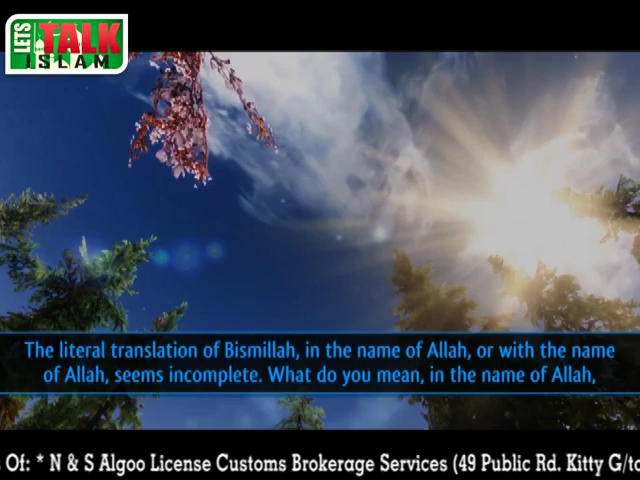 LETS
TALK
ISLAM
The literal translation of Bismillah, in the name of Allah, or with the name
of Allah, seems incomplete. What do you mean, in the name of Allah,
Of: * N & S Algoo License Customs Brokerage Services (49 Public Rd. Kitty G/to